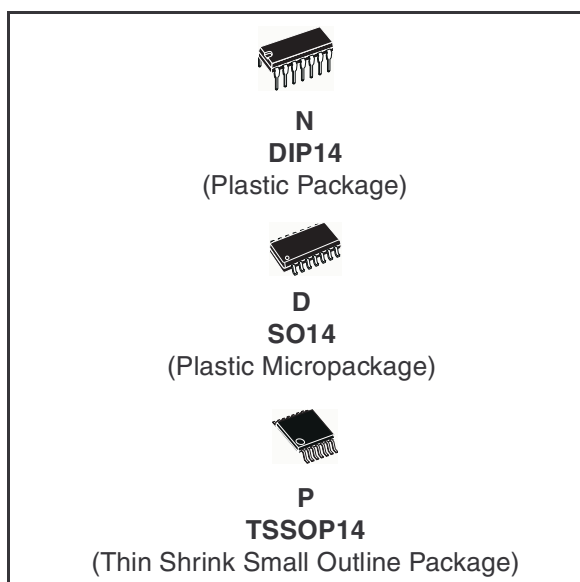 N
DIP14
(Plastic Package)
D
SO14
(Plastic Micropackage)
P
TSSOP14
(Thin Shrink Small Outline Package)